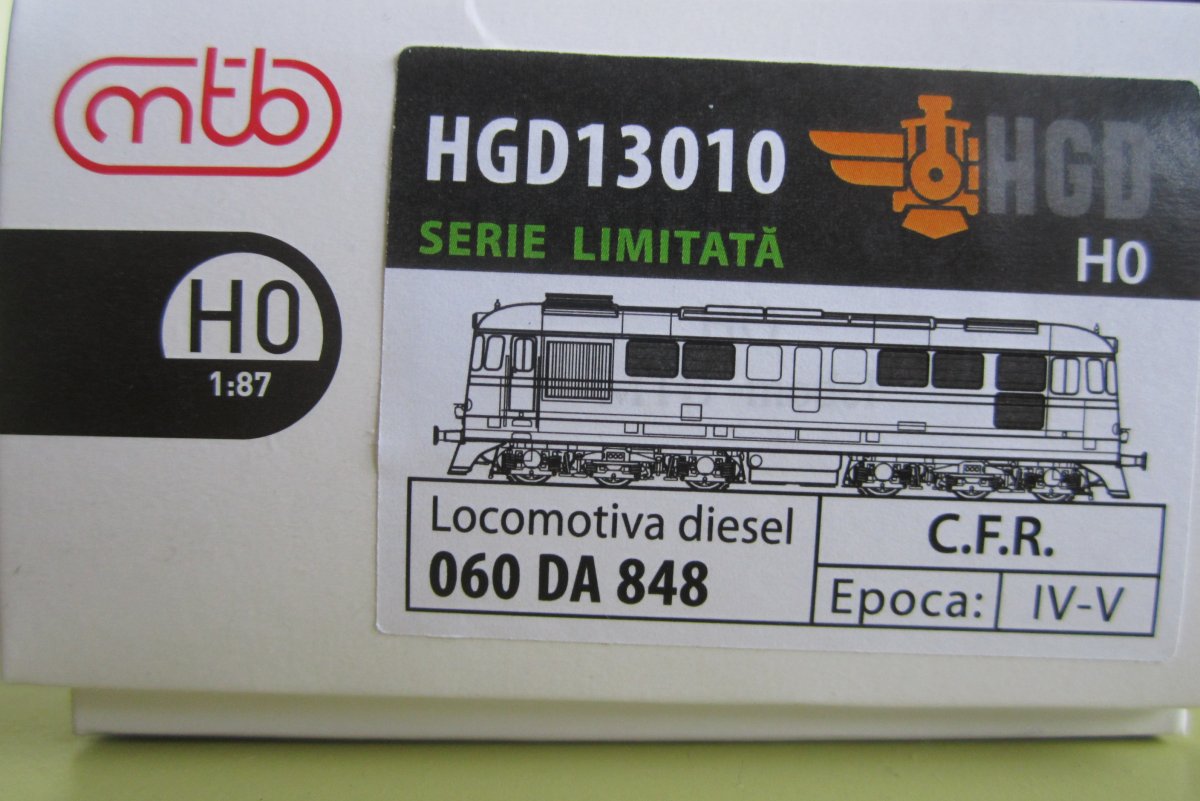 mtb
HGD13010
HGD
SERIE LIMITATĂ
H0
H0
1:87
Locomotiva diesel
060 DA 848
C.F.R.
Epoca:
IV-V